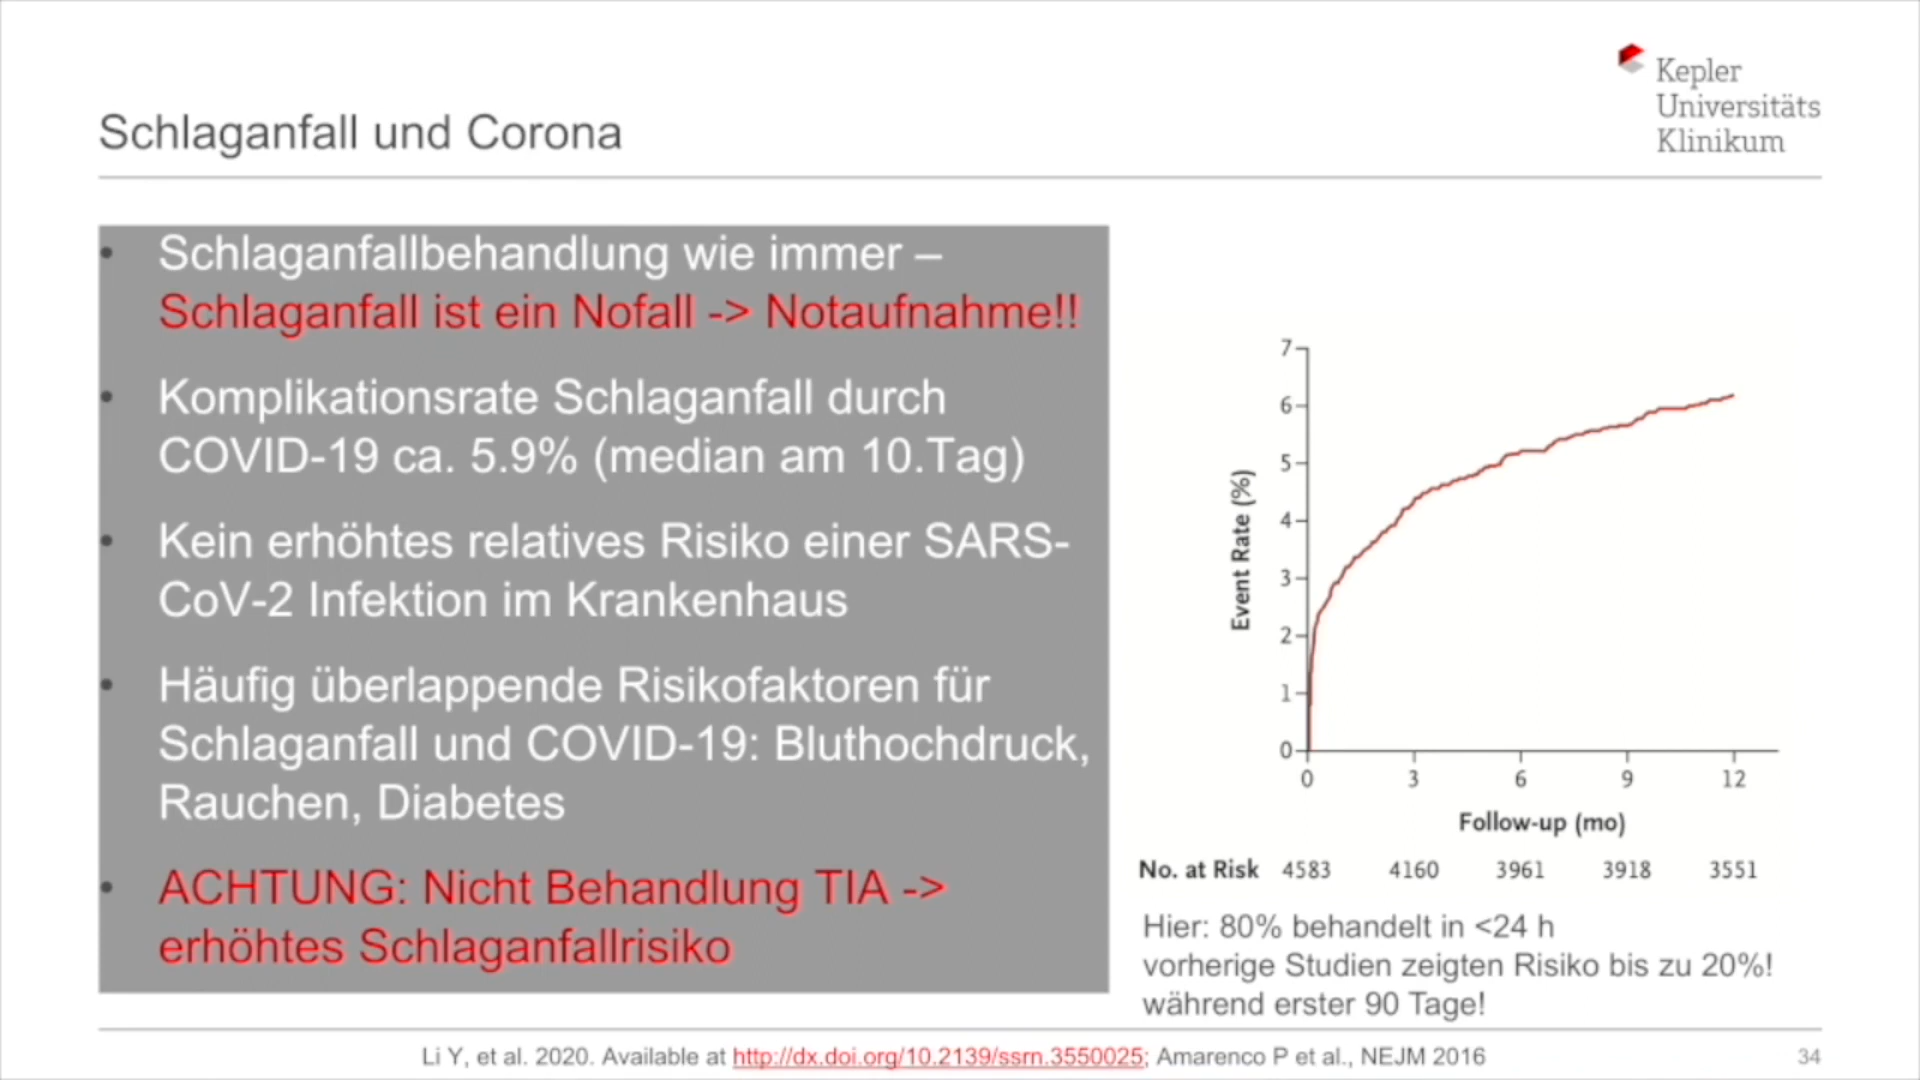 Kepler
Universitäts
Klinikum
Schlaganfall und Corona
• Schlaganfallbehandlung wie immer –
Schlaganfall ist ein Nofall -> Notaufnahme!!
• Komplikationsrate Schlaganfall durch
COVID-19 ca. 5.9% (median am 10.Tag)
• Kein erhöhtes relatives Risiko einer SARS-
CoV-2 Infektion im Krankenhaus
• Häufig überlappende Risikofaktoren für
Schlaganfall und COVID-19: Bluthochdruck,
Rauchen, Diabetes
• ACHTUNG: Nicht Behandlung TIA ->
erhöhtes Schlaganfallrisiko
Event Rate (%)
7
6
5
4
3
2
1
0
0 3 6 9 12
Follow-up (mo)
No. at Risk 4583 4160 3961 3918 3551
Hier: 80% behandelt in <24 h
vorherige Studien zeigten Risiko bis zu 20%!
während erster 90 Tage!
Li Y, et al. 2020. Available at http://dx.doi.org/10.2139/ssrn.3550025; Amarenco P et al., NEJM 2016
34